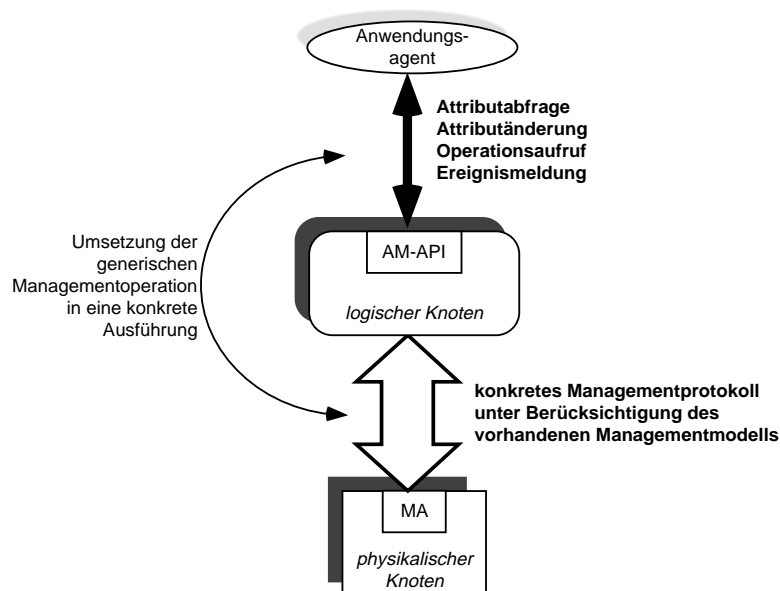 Anwendungs-
agent
Attributabfrage
Attributänderung
Operationsaufruf
Ereignismeldung
AM-API
logischer Knoten
Umsetzung der
generischen
Managementoperation
in eine konkrete
Ausführung
konkretes Managementprotokoll
unter Berücksichtigung des
vorhandenen Managementmodells
MA
physikalischer
Knoten